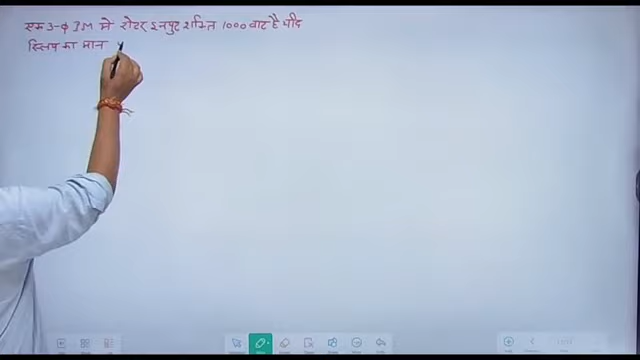 एक 3-ϕ IM मे रोटर इनपुट शक्ति 1000 वाट है यदि
स्लिप का मान